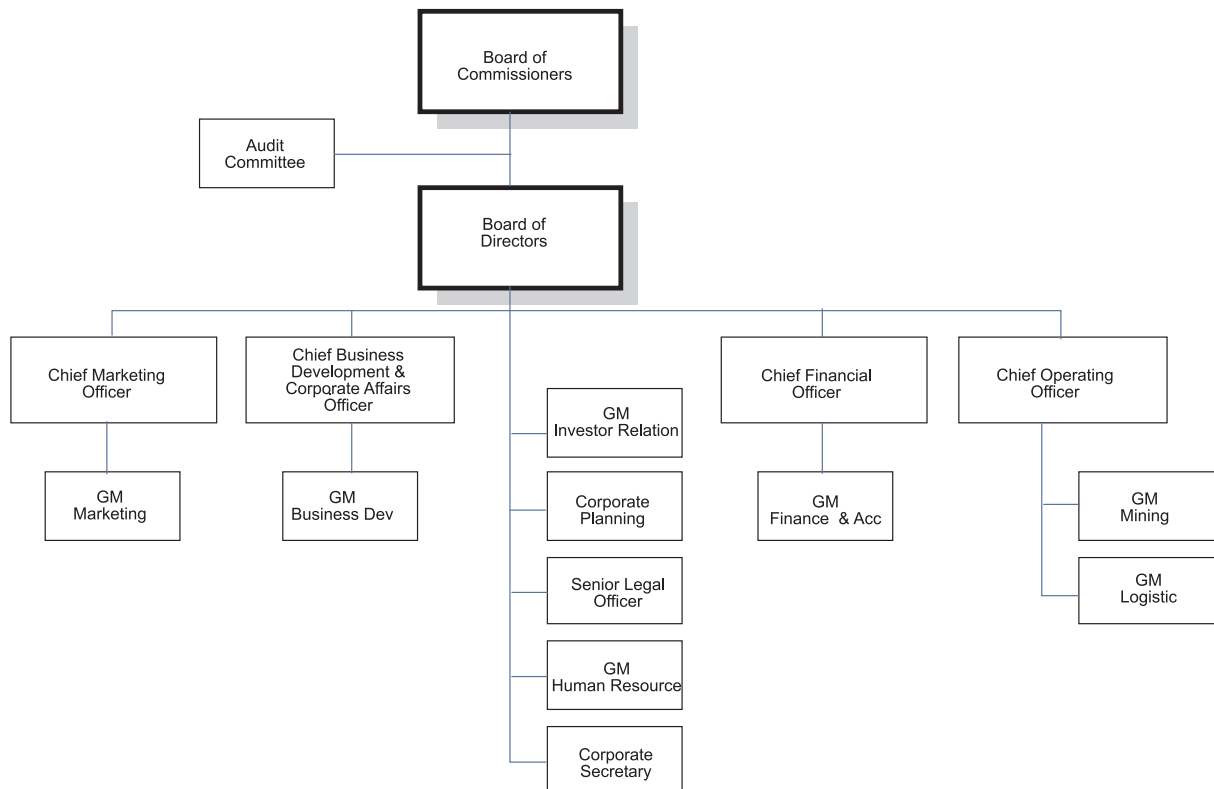 Board of
Commissioners
Audit
Committee
Board of
Directors
Chief Marketing
Officer
Chief Business
Development &
Corporate Affairs
Officer
Chief Financial
Officer
Chief Operating
Officer
GM
Investor Relation
GM
Marketing
GM
Business Dev
Corporate
Planning
GM
Finance & Acc
GM
Mining
Senior Legal
Officer
GM
Logistic
GM
Human Resource
Corporate
Secretary